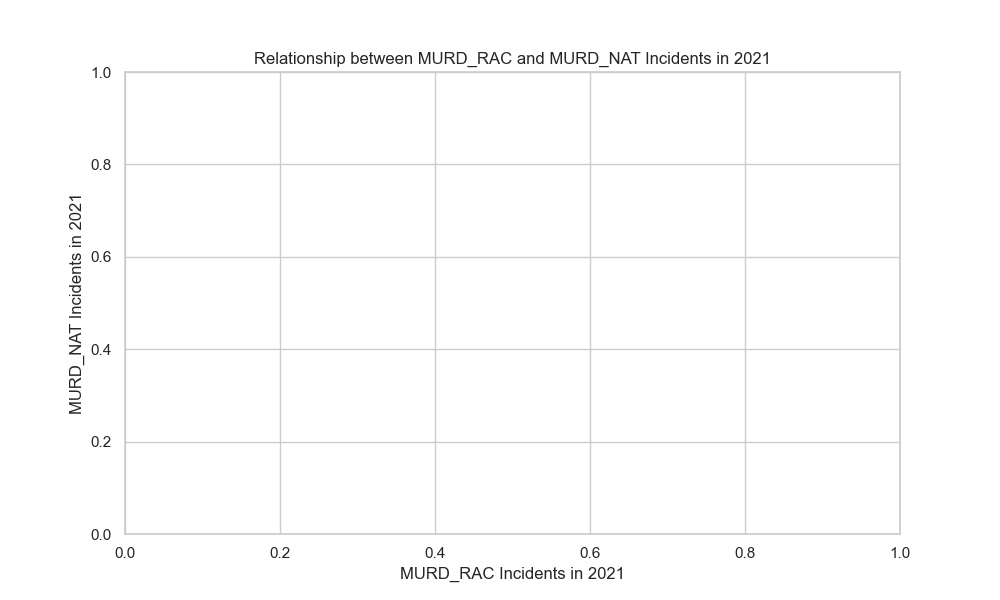 Relationship between MURD_RAC and MURD_NAT Incidents in 2021
1.0
0.8
0.6
0.4
0.2
0.0
MURD_NAT Incidents in 2021
0.0 0.2 0.4 0.6 0.8 1.0
MURD_RAC Incidents in 2021